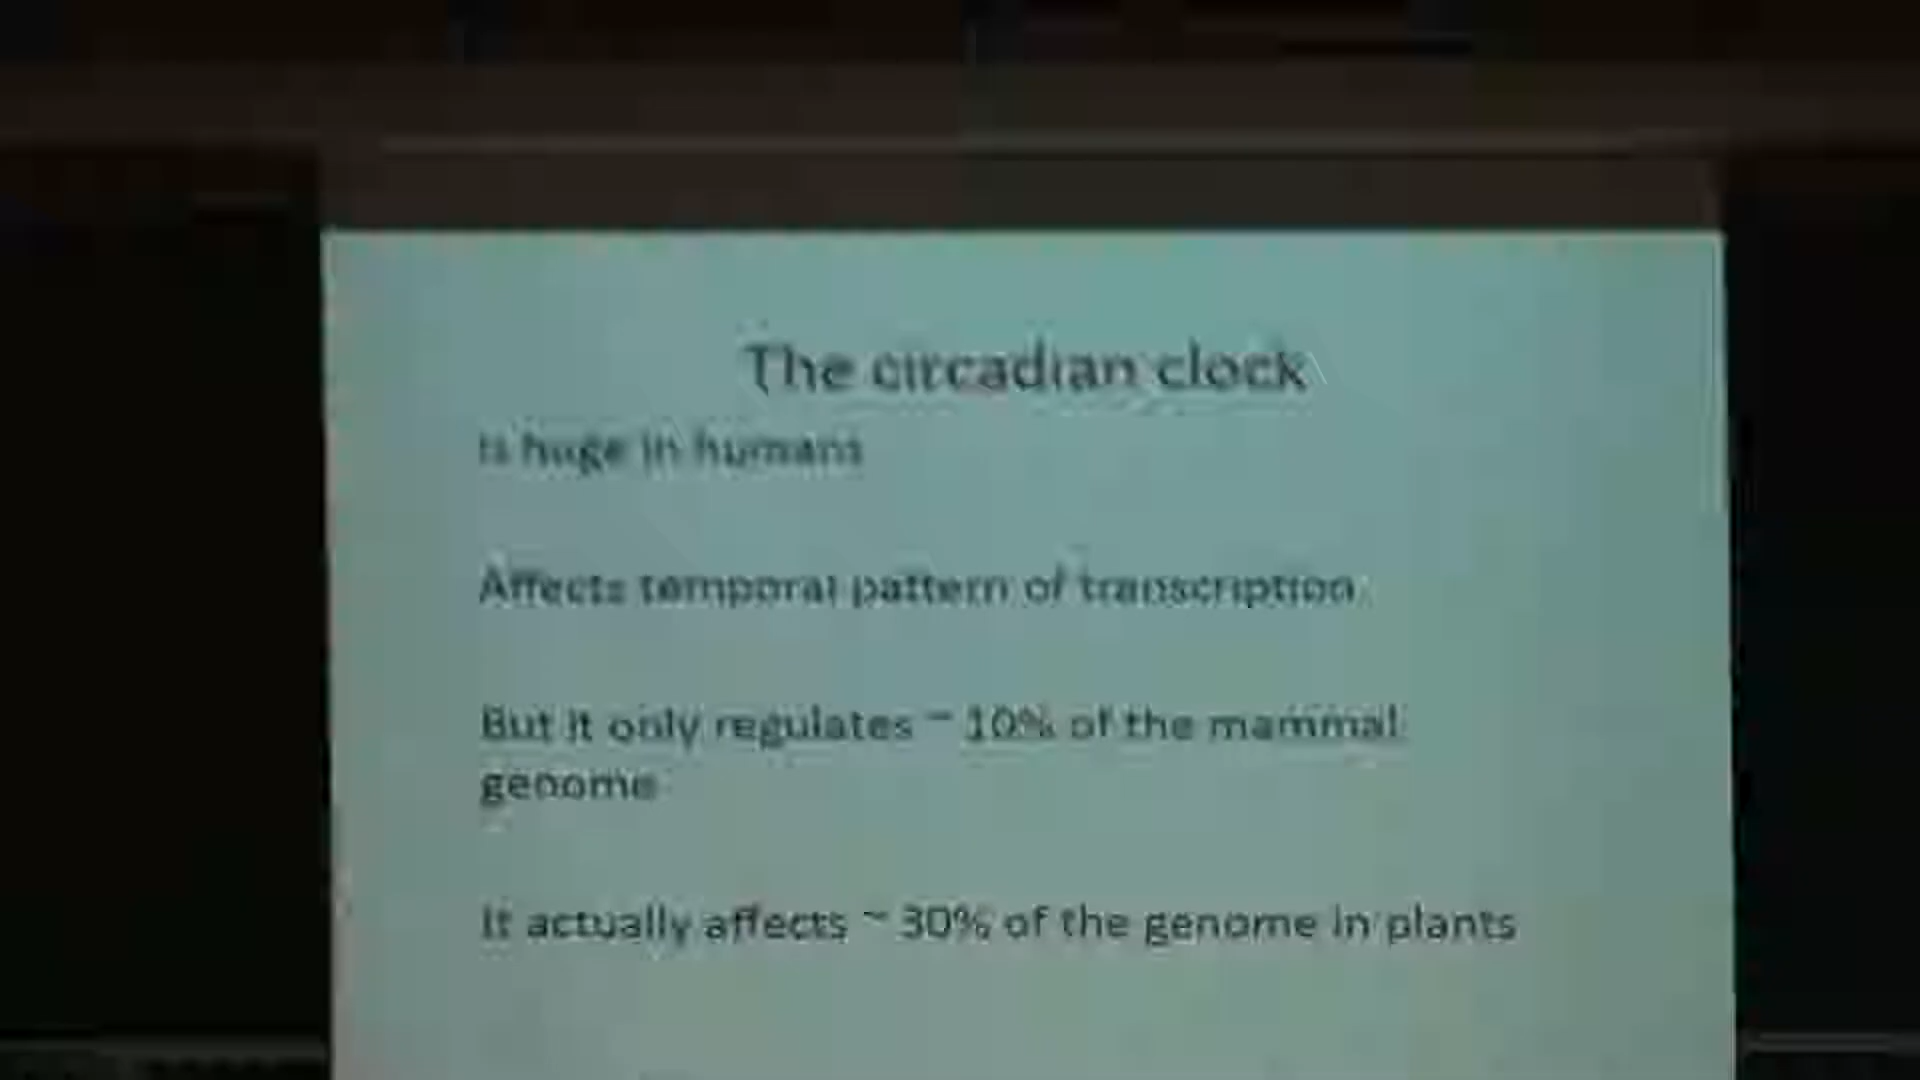 The circadian clock
Is huge in humans
Affects temporal pattern of transcription
But it only regulates ~ 10% of the mammal
genome
It actually affects ~ 30% of the genome in plants